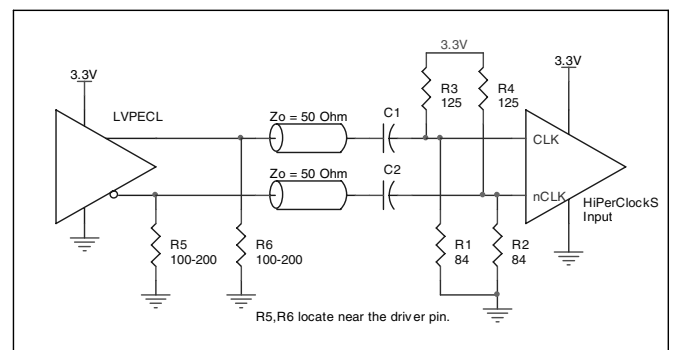 3.3V
LVPECL
Zo = 50 Ohm
C1
3.3V
R3
125
R4
125
3.3V
CLK
Zo = 50 Ohm
C2
nCLK
HiPerClockS
Input
R5
100-200
R6
100-200
R1
84
R2
84
R5,R6 locate near the driver pin.